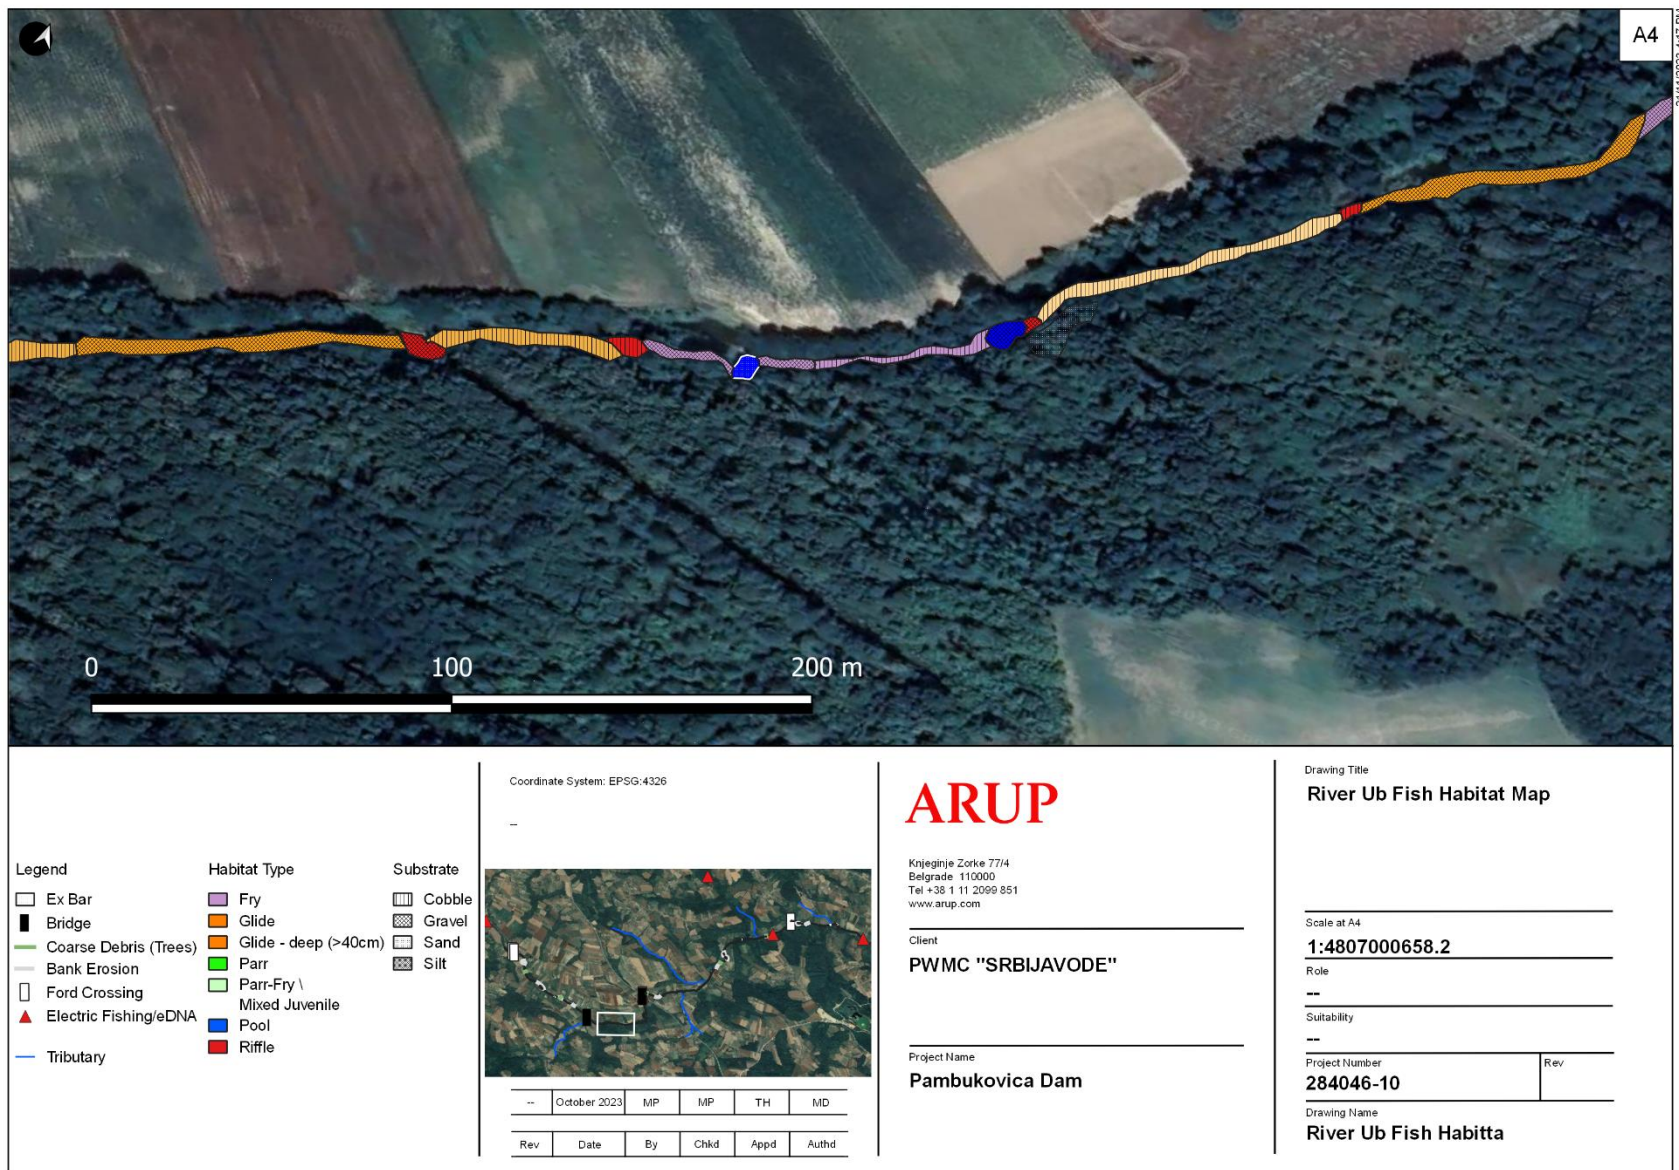 A4
0
100
200 m
Legend
Ex Bar
Bridge
Coarse Debris (Trees)
Bank Erosion
Ford Crossing
Electric Fishing/eDNA
Tributary
Habitat Type
Fry
Glide
Glide - deep (>40cm)
Parr
Parr-Fry \
Mixed Juvenile
Pool
Riffle
Substrate
Cobble
Gravel
Sand
Silt
Coordinate System: EPSG:4326
--
-- October 2023 MP MP TH MD
Rev Date By Chkd Appd Authd
ARUP
Knjeginje Zorke 77/4
Belgrade 110000
Tel +38 1 11 2099 851
www.arup.com
Client
PWMC "SRBIJAVODE"
Project Name
Pambukovica Dam
Drawing Title
River Ub Fish Habitat Map
Scale at A4
1:4807000658.2
Role
--
Suitability
--
Project Number
284046-10
Rev
Drawing Name
River Ub Fish Habitta